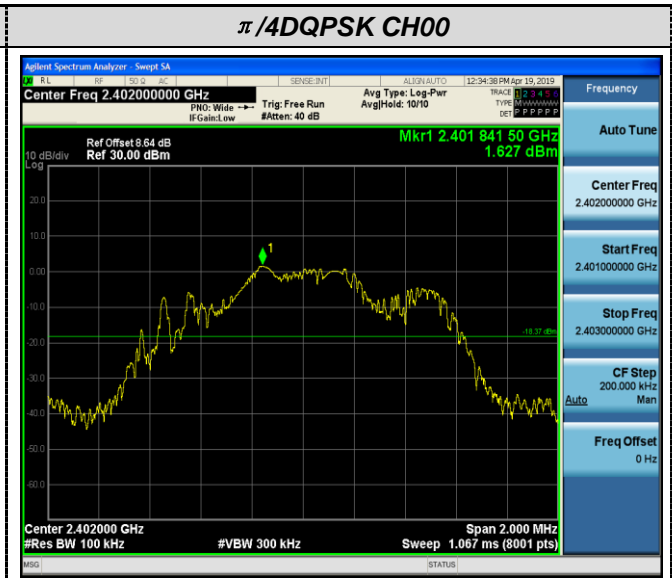 π/4DQPSK CH00
Agilent Spectrum Analyzer - Swept SA
RL RF 50 Ω AC SENSE:INT ALIGN AUTO 12:34:38 PM Apr 19, 2019
Center Freq 2.402000000 GHz
PNO: Wide
IFGain:Low
Trig: Free Run
#Atten: 40 dB
Avg Type: Log-Pwr
Avg|Hold: 10/10
TRACE 1 2 3 4 5 6
TYPE M
DET P P P P P P
Ref Offset 8.64 dB
Ref 30.00 dBm
10 dB/div
Log
Mkr1 2.401 841 50 GHz
1.627 dBm
20.0
10.0
0.00
-10.0
-20.0
-30.0
-40.0
-50.0
-60.0
1
-18.37 dBm
Center 2.402000 GHz
#Res BW 100 kHz
#VBW 300 kHz
Span 2.000 MHz
Sweep 1.067 ms (8001 pts)
MSG
STATUS
Frequency
Auto Tune
Center Freq
2.402000000 GHz
Start Freq
2.401000000 GHz
Stop Freq
2.403000000 GHz
CF Step
200.000 kHz
Auto Man
Freq Offset
0 Hz